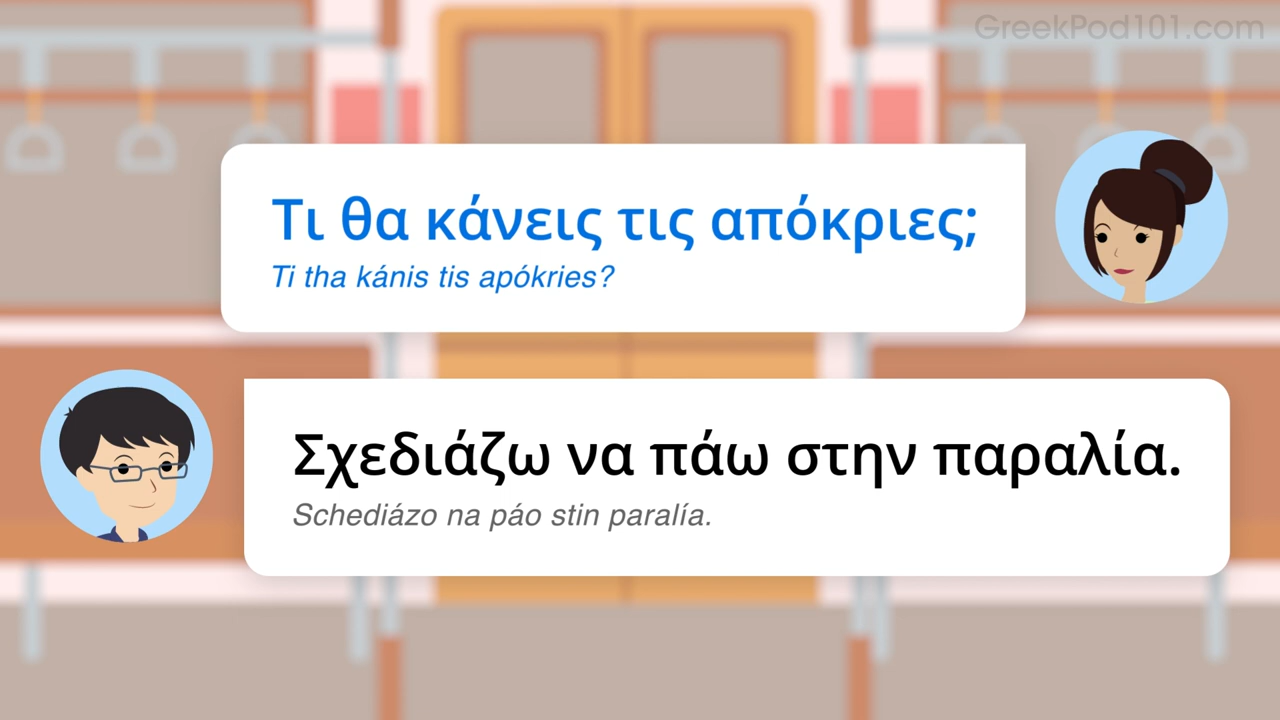 GreekPod101.com
Τι θα κάνεις τις απόκριες;
Ti tha kánis tis apókries?
Σχεδιάζω να πάω στην παραλία.
Schediázo na páo stin paralía.